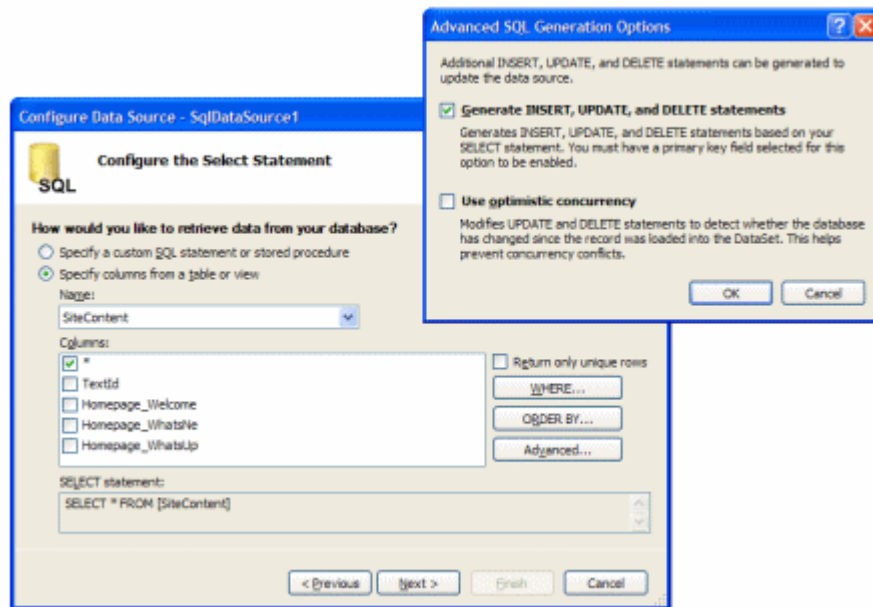 Advanced SQL Generation Options
Additional INSERT, UPDATE, and DELETE statements can be generated to
update the data source.
Generate INSERT, UPDATE, and DELETE statements
Generates INSERT, UPDATE, and DELETE statements based on your
SELECT statement. You must have a primary key field selected for this
option to be enabled.
Use optimistic concurrency
Modifies UPDATE and DELETE statements to detect whether the database
has changed since the record was loaded into the DataSet. This helps
prevent concurrency conflicts.
OK
Cancel
Configure Data Source - SqlDataSource1
SQL
Configure the Select Statement
How would you like to retrieve data from your database?
Specify a custom SQL statement or stored procedure
Specify columns from a table or view
Name:
SiteContent
Columns:
*
TextId
Homepage_Welcome
Homepage_WhatsNe
Homepage_WhatsUp
Return only unique rows
WHERE...
ORDER BY...
Advanced...
SELECT statement:
SELECT * FROM [SiteContent]
< Previous
Next >
Finish
Cancel